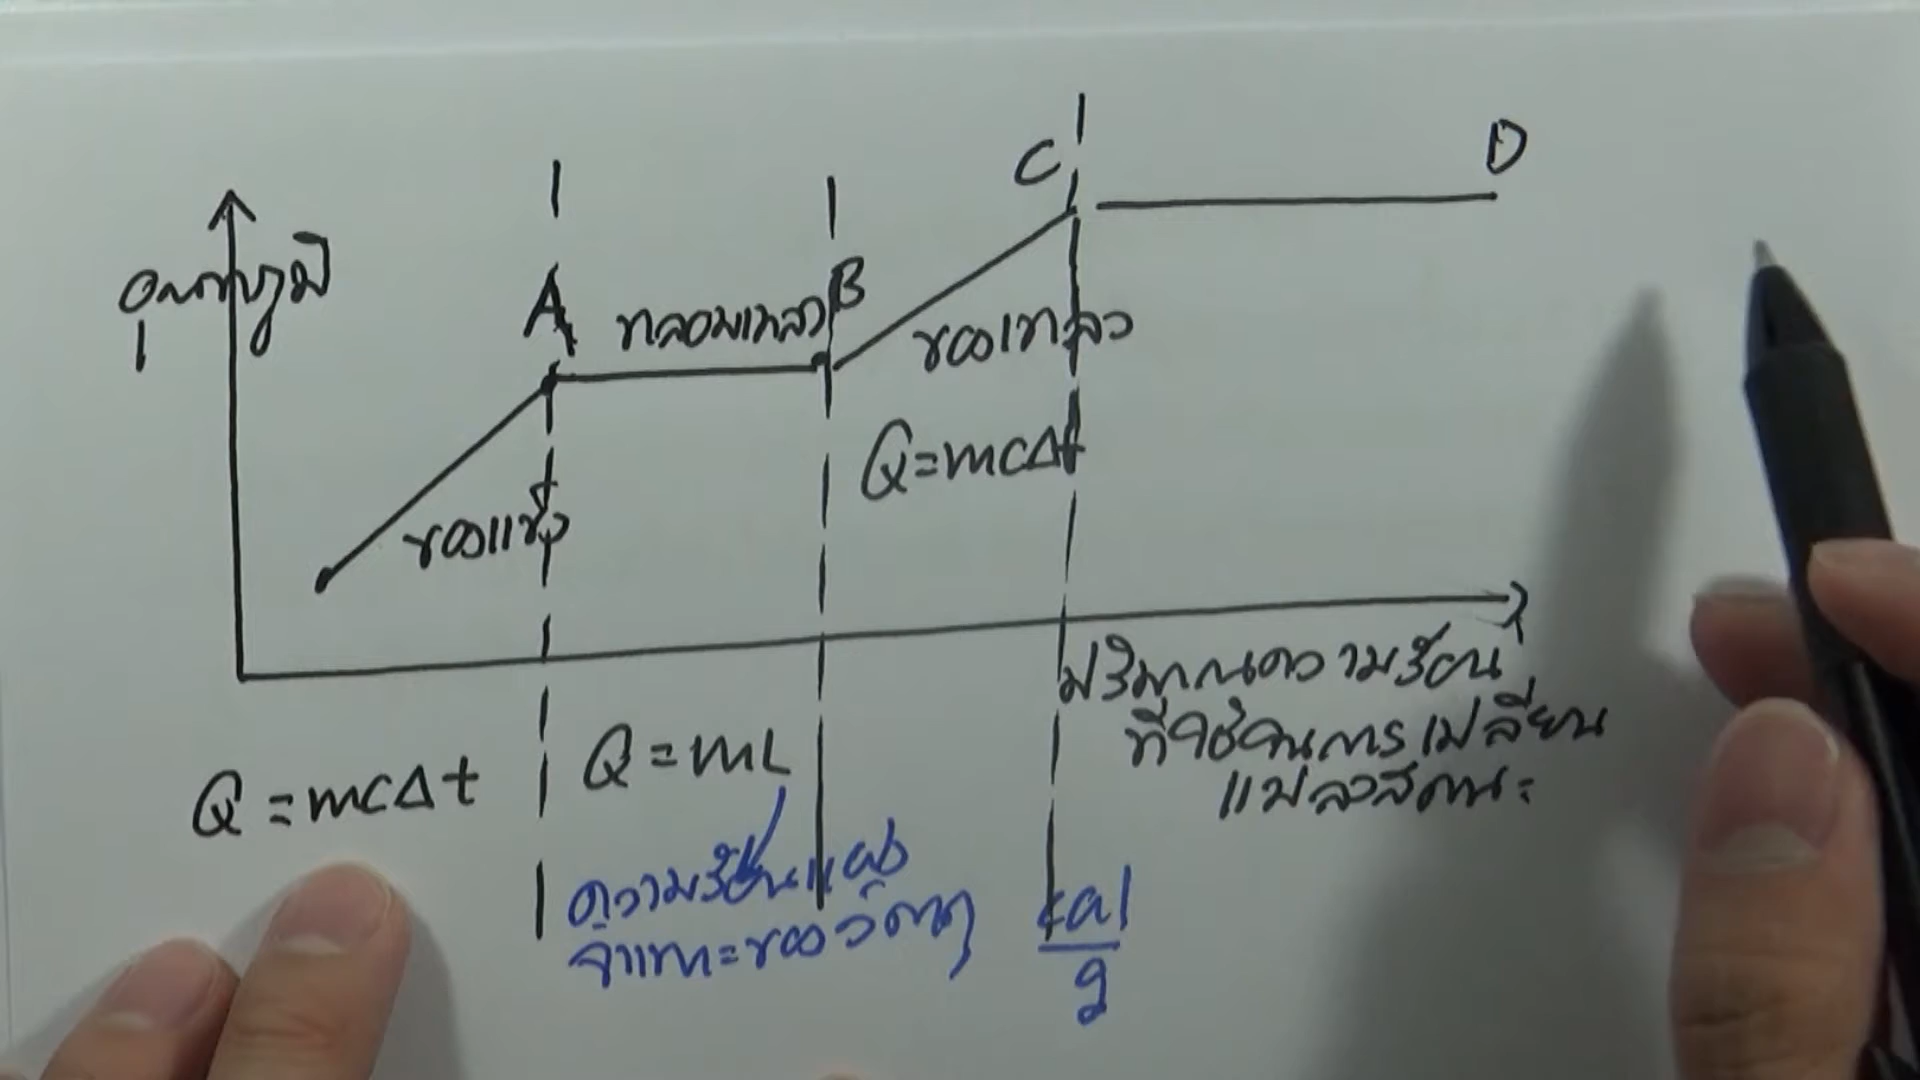 C
D
อุณหภูมิ
A
หลอมเหลว
B
ของเหลว
Q=mcΔt
ของแข็ง
ปริมาณความร้อน
ที่ใช้ในการเปลี่ยน
แปลงสถานะ
Q=mcΔt
Q=mL
ความร้อนแฝง
จำเพาะของวัตถุ
cal
g